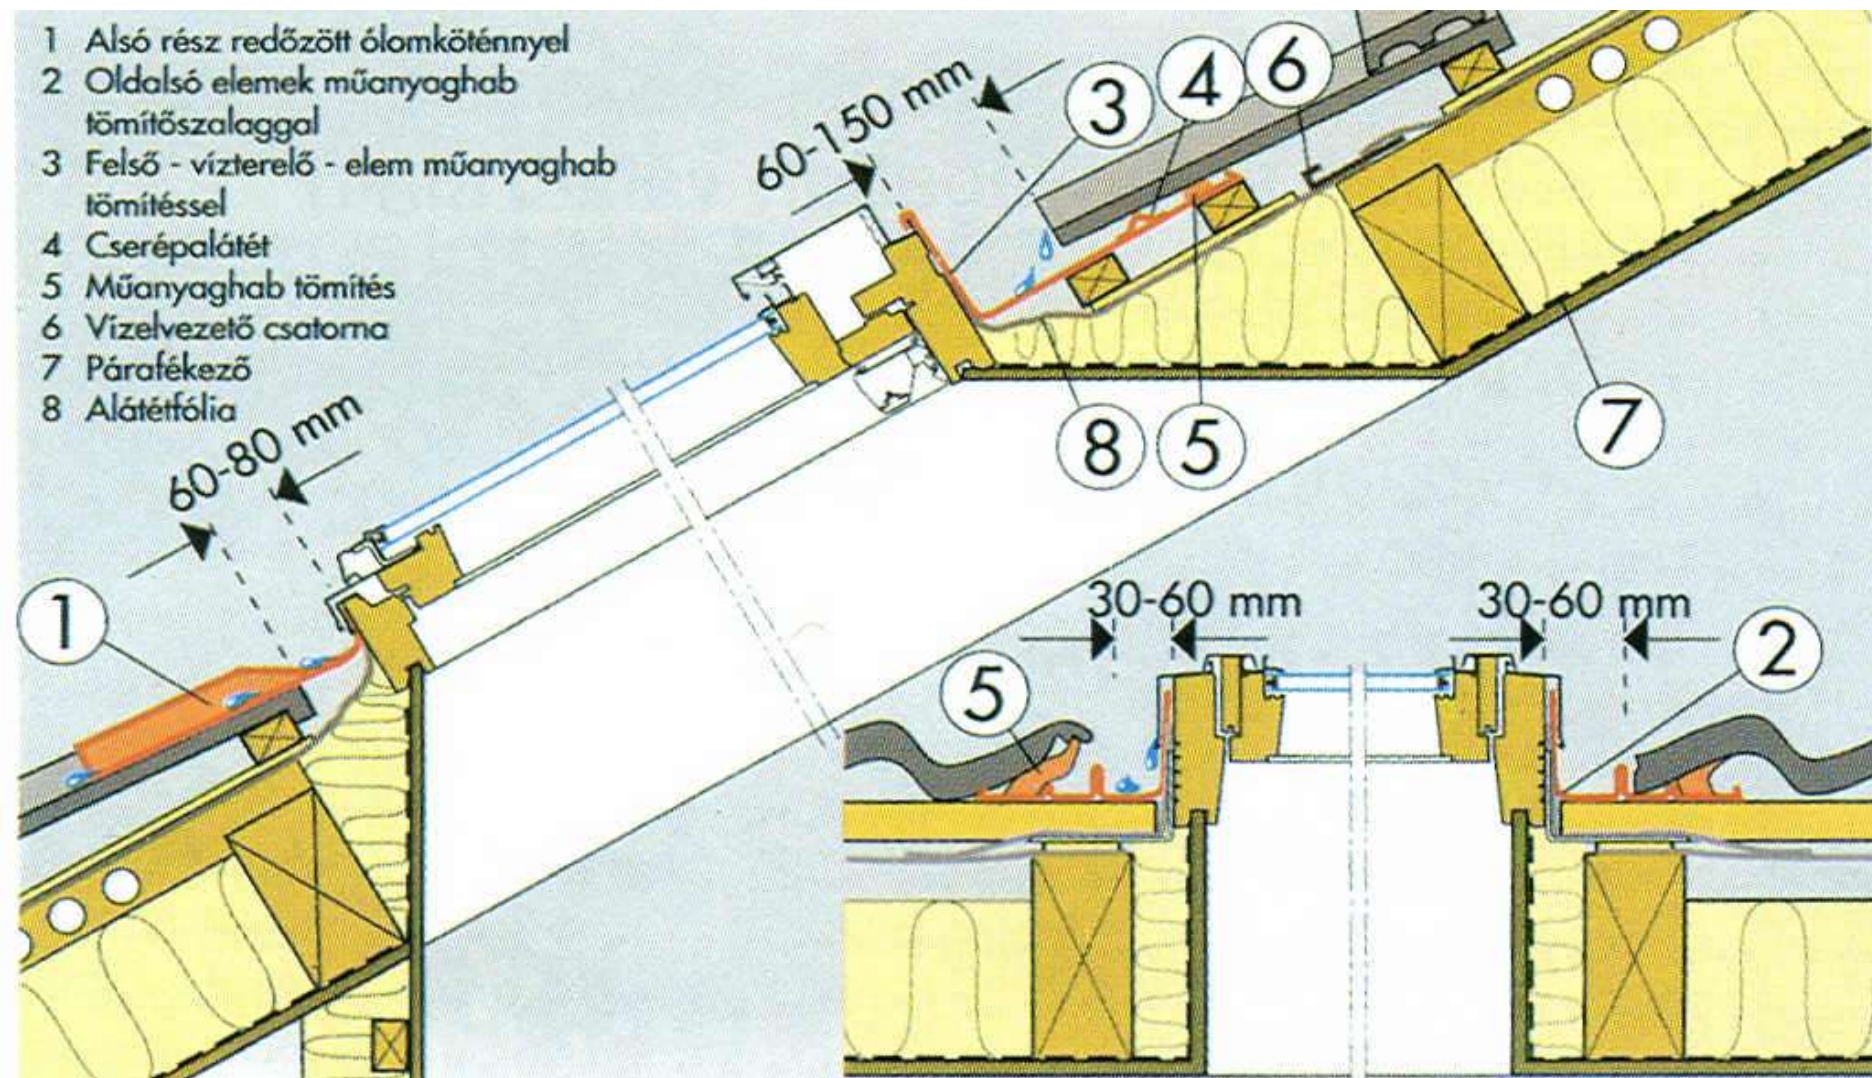 1 Alsó rész redőzött ólomköténnyel
2 Oldalsó elemek műanyaghab
tömítőszalaggal
3 Felső - vízterelő - elem műanyaghab
tömítéssel
4 Cserépalátét
5 Műanyaghab tömítés
6 Vízelvezető csatorna
7 Párafékező
8 Alátétfólia
60-150 mm
3
4
6
60-80 mm
8
5
7
1
30-60 mm
30-60 mm
5
2